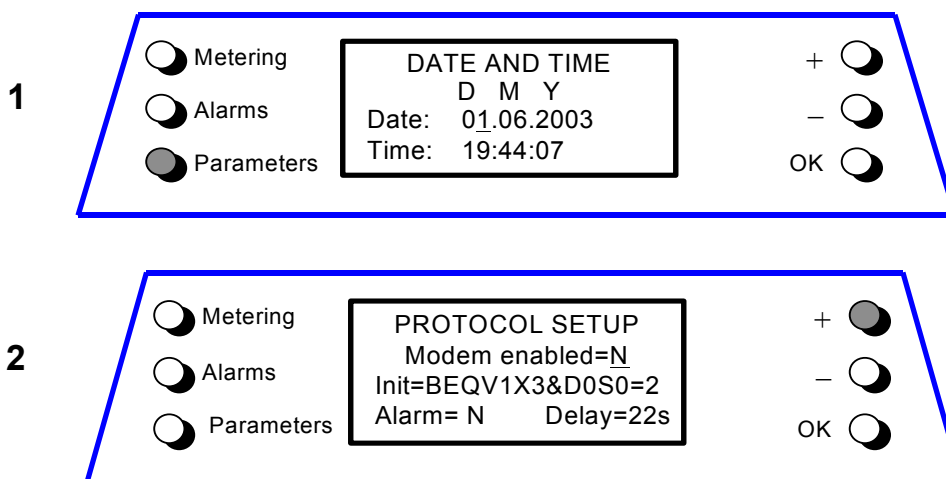 1
Metering
Alarms
Parameters
DATE AND TIME
D M Y
Date: 01.06.2003
Time: 19:44:07
+
–
OK
2
Metering
Alarms
Parameters
PROTOCOL SETUP
Modem enabled=N
Init=BEQV1X3&D0S0=2
Alarm= N Delay=22s
+
–
OK